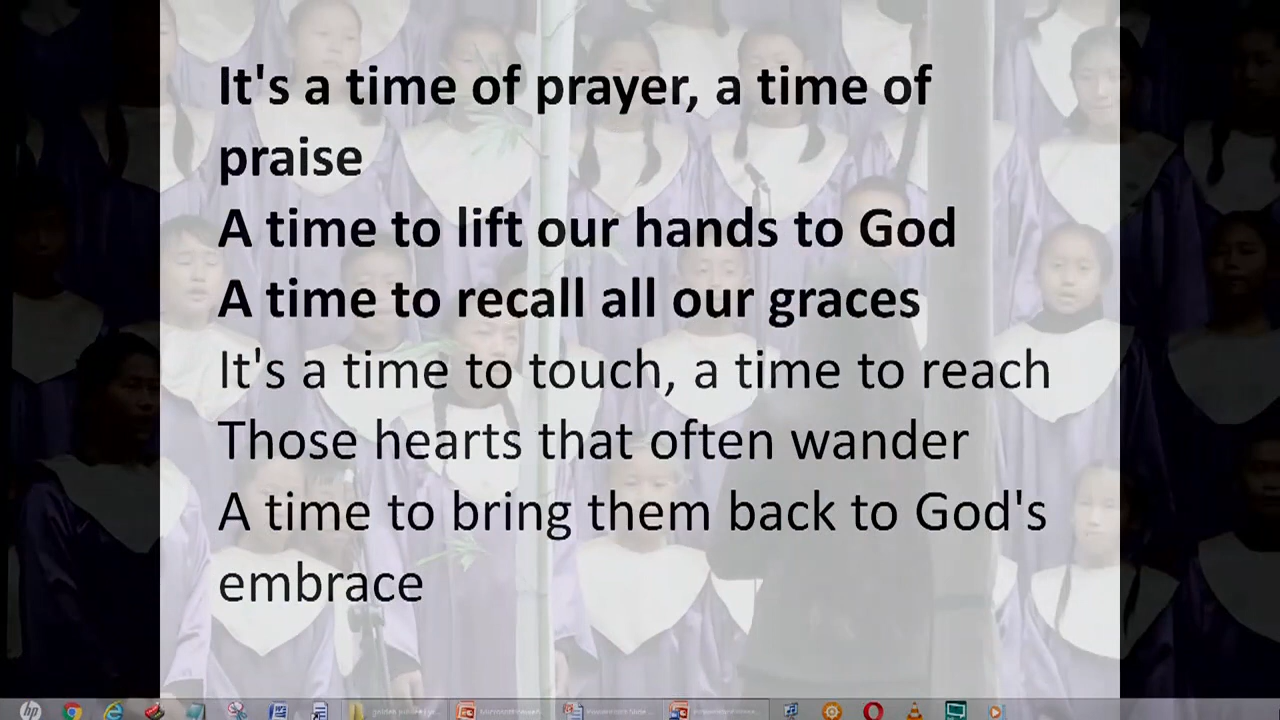 It's a time of prayer, a time of
praise
A time to lift our hands to God
A time to recall all our graces
It's a time to touch, a time to reach
Those hearts that often wander
A time to bring them back to God's
embrace
hp